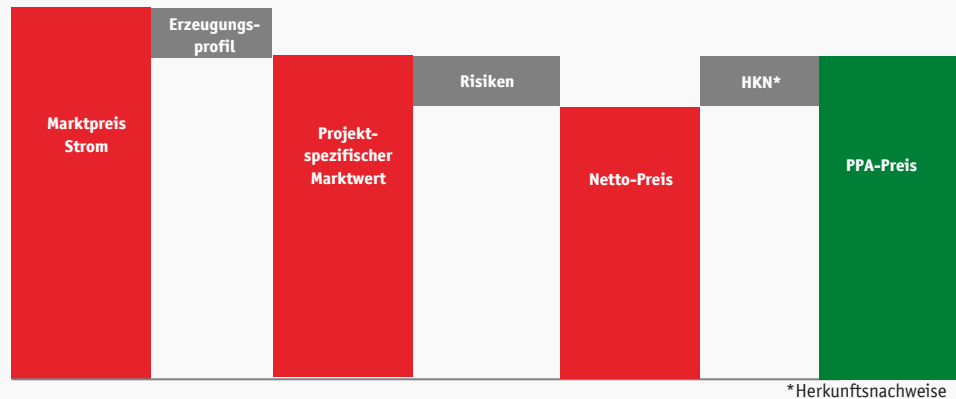 Marktpreis
Strom
Erzeugungs-
profil
Projekt-
spezifischer
Marktwert
Risiken
Netto-Preis
HKN*
PPA-Preis
*Herkunftsnachweise